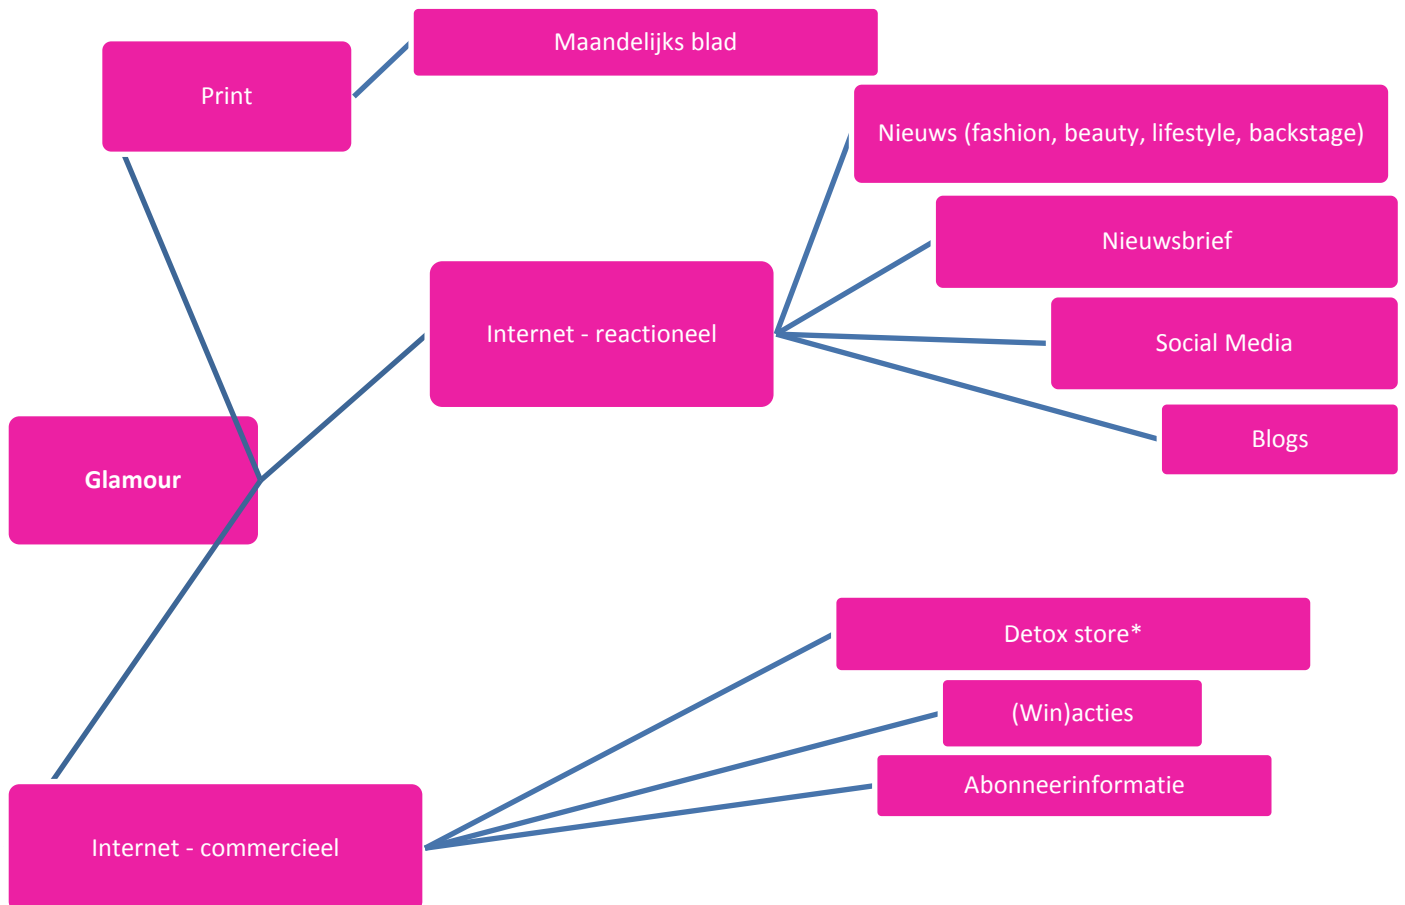 Maandelijks blad
Print
Nieuws (fashion, beauty, lifestyle, backstage)
Nieuwsbrief
Internet - reactioneel
Social Media
Blogs
Glamour
Detox store*
(Win)acties
Abonneerinformatie
Internet - commercieel